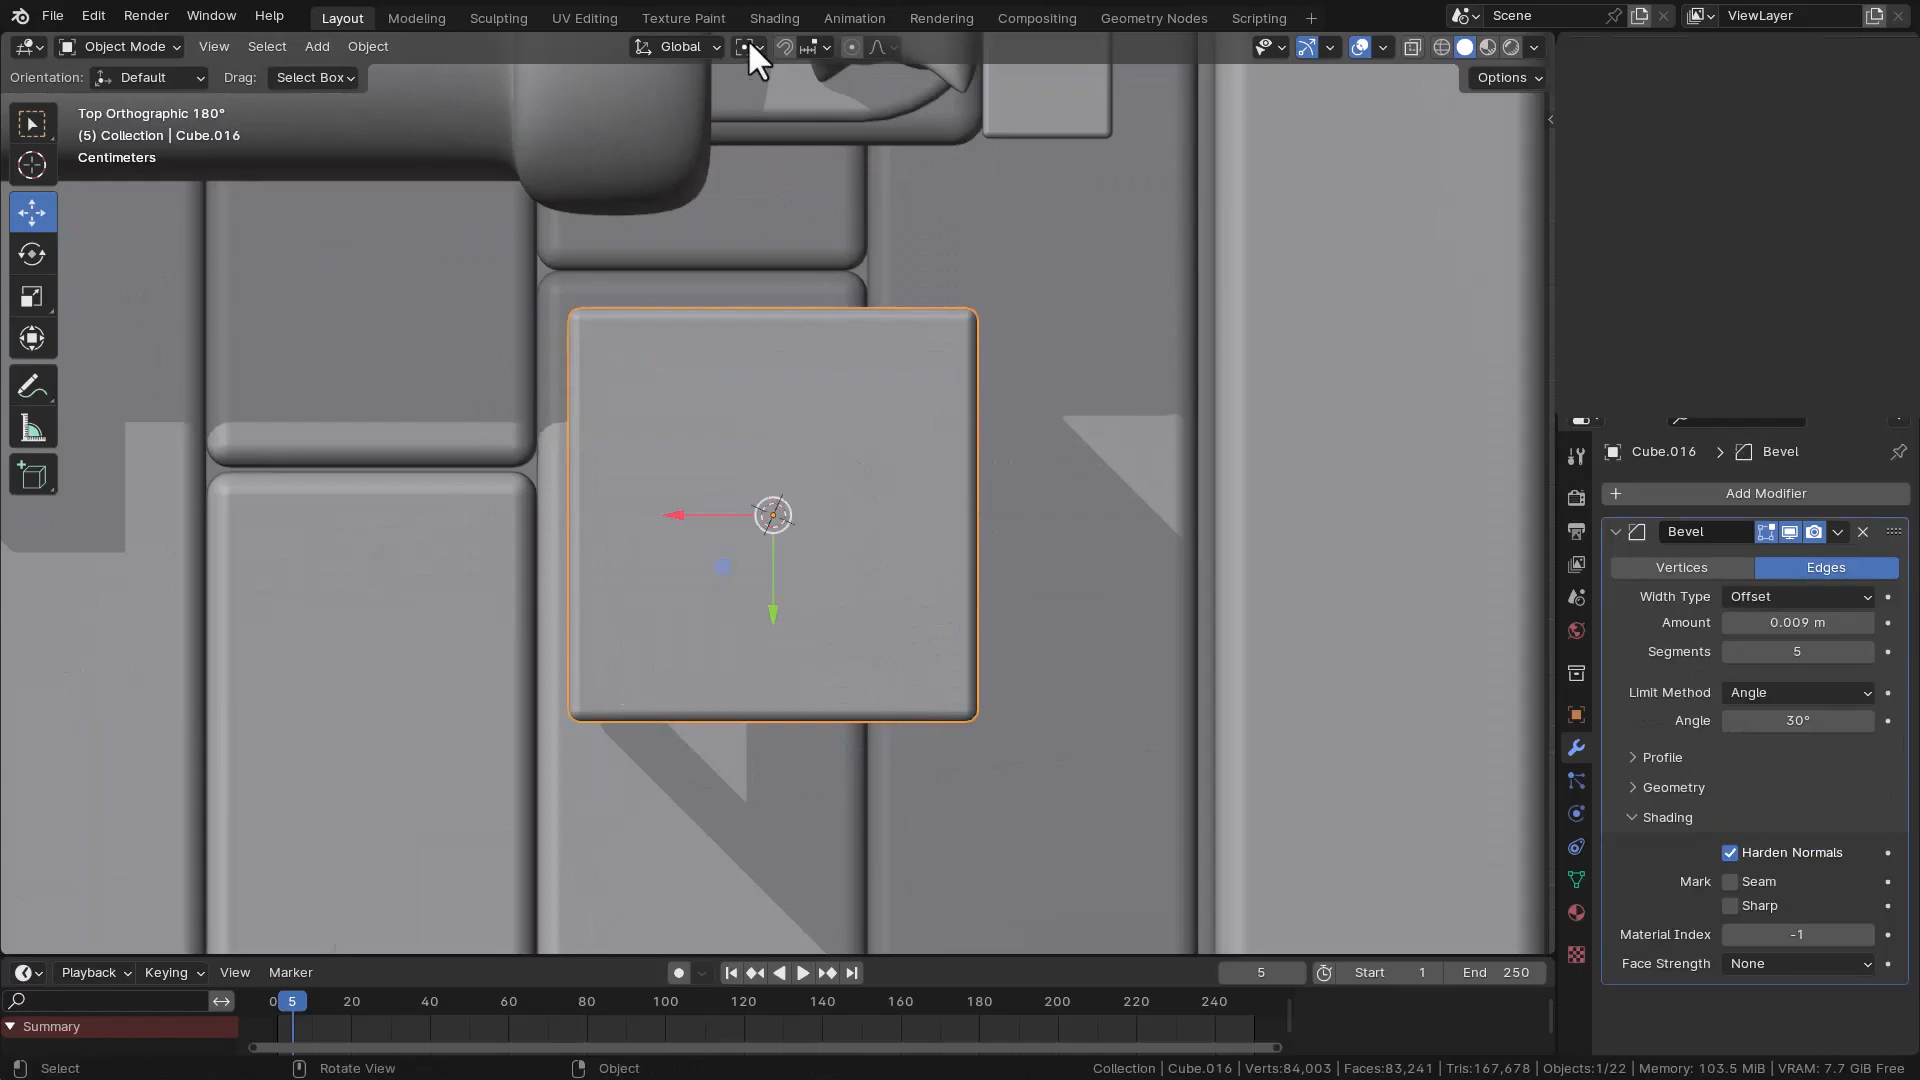 File Edit Render Window Help Layout Modeling Sculpting UV Editing Texture Paint Shading Animation Rendering Compositing Geometry Nodes Scripting + Scene ViewLayer
Object Mode View Select Add Object Global
Orientation: Default Drag: Select Box Options
Top Orthographic 180°
(5) Collection | Cube.016
Centimeters
Cube.016 > Bevel
+ Add Modifier
Bevel
Vertices Edges
Width Type Offset
Amount 0.009 m
Segments 5
Limit Method Angle
Angle 30°
Profile
Geometry
Shading
Harden Normals
Mark Seam
Sharp
Material Index -1
Face Strength None
Playback Keying View Marker 5 Start 1 End 250
0 5 20 40 60 80 100 120 140 160 180 200 220 240
Summary
Select Rotate View Object Collection | Cube.016 | Verts:84,003 | Faces:83,241 | Tris:167,678 | Objects:1/22 | Memory: 103.5 MiB | VRAM: 7.7 GiB Free